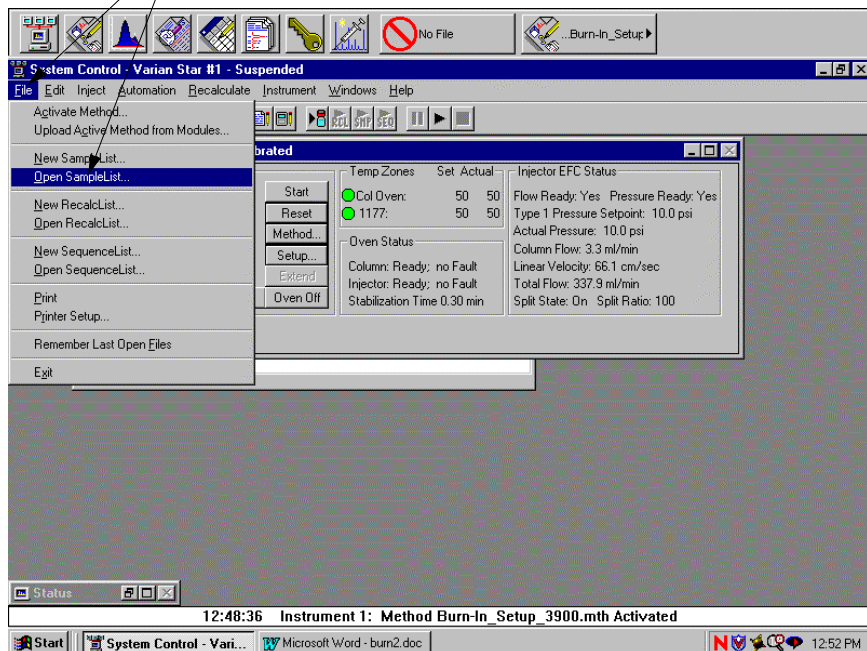 No File
...Burn-In_Setup
System Control - Varian Star #1 - Suspended
File Edit Inject Automation Recalculate Instrument Windows Help
Activate Method...
Upload Active Method from Modules...
New SampleList...
Open SampleList...
New RecalcList...
Open RecalcList...
New SequenceList...
Open SequenceList...
Print
Printer Setup...
Remember Last Open Files
Exit
RCL SMP SEQ
brated
Start
Reset
Method...
Setup...
Extend
Oven Off
Temp Zones Set Actual
Col Oven: 50 50
1177: 50 50
Oven Status
Column: Ready; no Fault
Injector: Ready; no Fault
Stabilization Time 0.30 min
Injector EFC Status
Flow Ready: Yes Pressure Ready: Yes
Type 1 Pressure Setpoint: 10.0 psi
Actual Pressure: 10.0 psi
Column Flow: 3.3 ml/min
Linear Velocity: 66.1 cm/sec
Total Flow: 337.9 ml/min
Split State: On Split Ratio: 100
Status
12:48:36 Instrument 1: Method Burn-In_Setup_3900.mth Activated
Start
System Control - Vari...
Microsoft Word - burn2.doc
12:52 PM